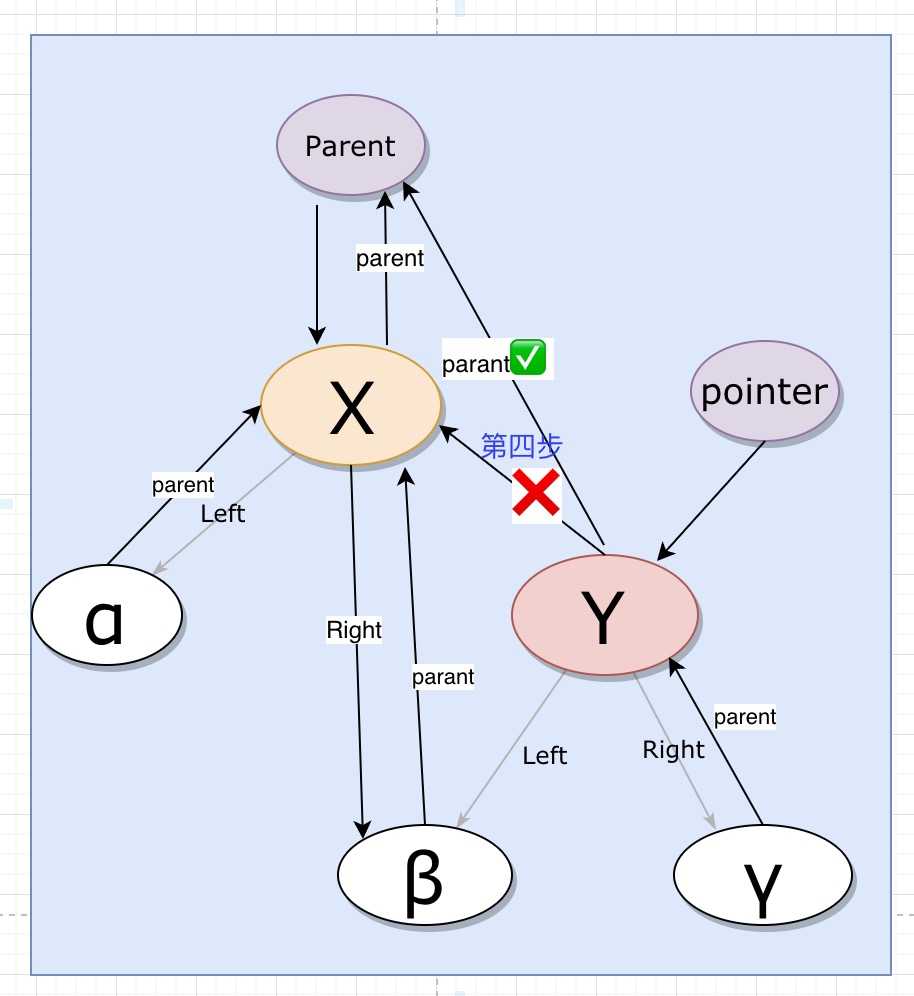 Parent
parent
parant
pointer
X
第四步
parent
Left
α
Y
Right
parant
parent
Left
Right
β
γ